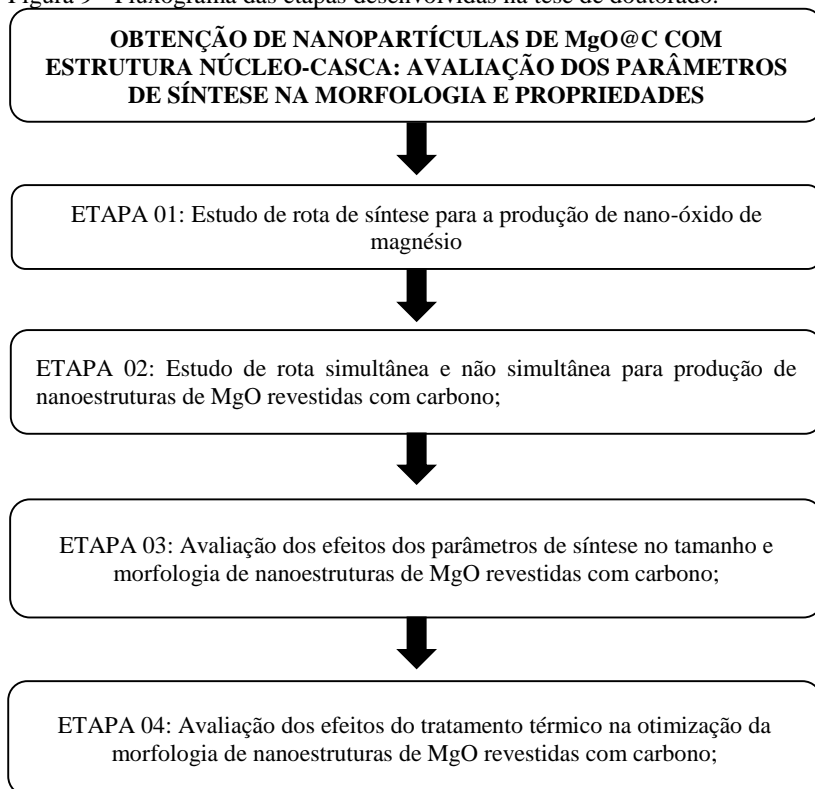 Figura 9 - Fluxograma das etapas desenvolvidas na tese de doutorado.
OBTENÇÃO DE NANOPARTÍCULAS DE MgO@C COM
ESTRUTURA NÚCLEO-CASCA: AVALIAÇÃO DOS PARÂMETROS
DE SÍNTESE NA MORFOLOGIA E PROPRIEDADES
ETAPA 01: Estudo de rota de síntese para a produção de nano-óxido de
magnésio
ETAPA 02: Estudo de rota simultânea e não simultânea para produção de
nanoestruturas de MgO revestidas com carbono;
ETAPA 03: Avaliação dos efeitos dos parâmetros de síntese no tamanho e
morfologia de nanoestruturas de MgO revestidas com carbono;
ETAPA 04: Avaliação dos efeitos do tratamento térmico na otimização da
morfologia de nanoestruturas de MgO revestidas com carbono;